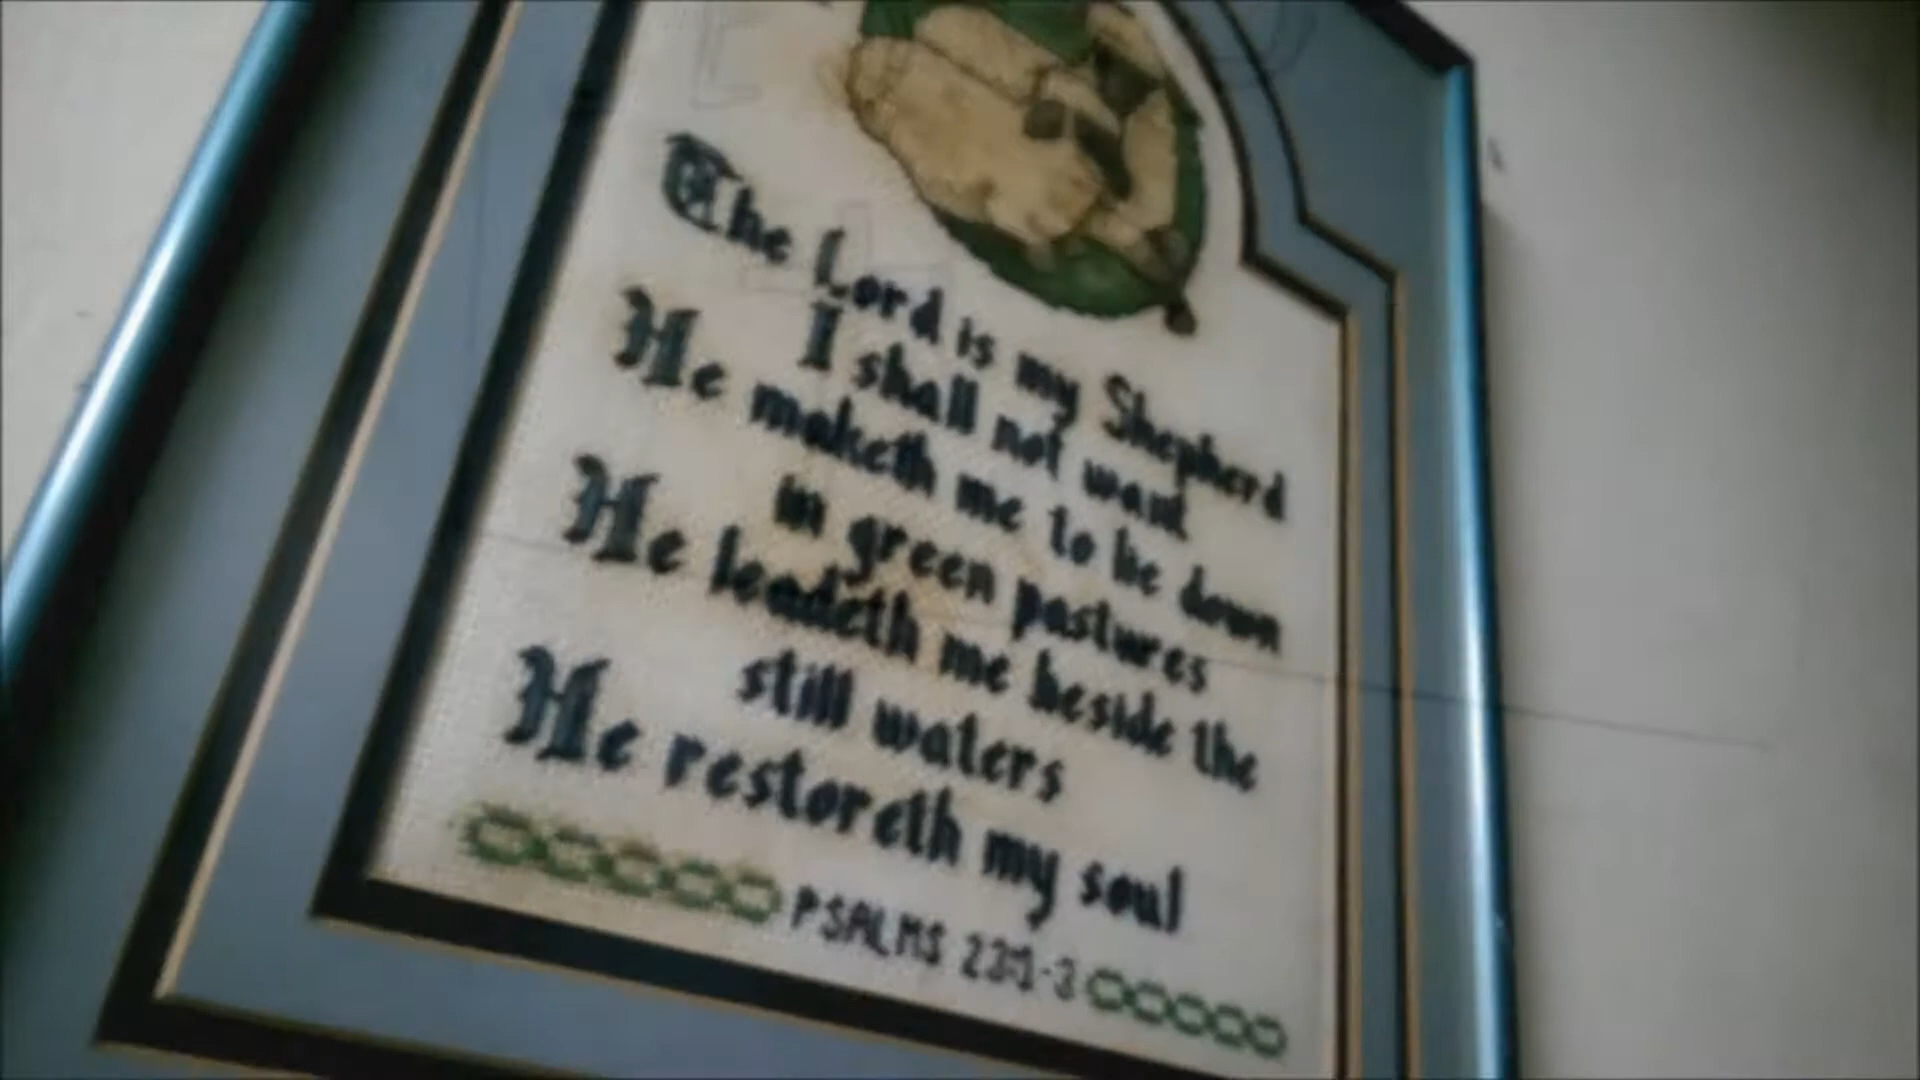 The Lord is my Shepherd
I shall not want
He maketh me to lie down
in green pastures
He leadeth me beside the
still waters
He restoreth my soul
PSALMS 23:1-3